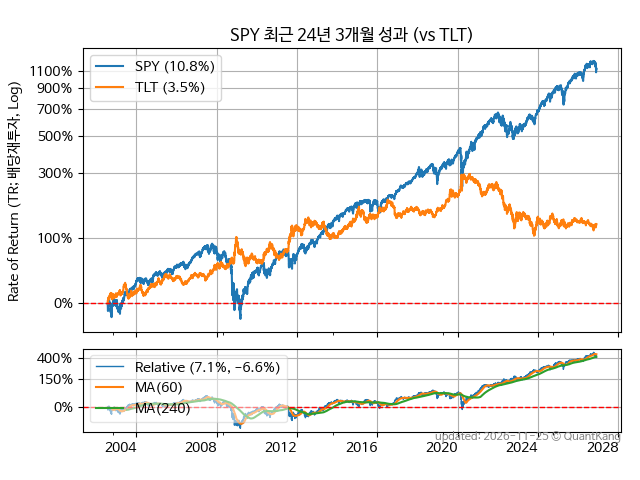 SPY 최근 24년 3개월 성과 (vs TLT)
Rate of Return (TR; 배당재투자, Log)
1100%
900%
700%
500%
300%
100%
0%
SPY (10.8%)
TLT (3.5%)
400%
150%
0%
Relative (7.1%, −6.6%)
MA(60)
MA(240)
2004
2008
2012
2016
2020
2024
2028
updated: 2026-11-25 © QuantKang